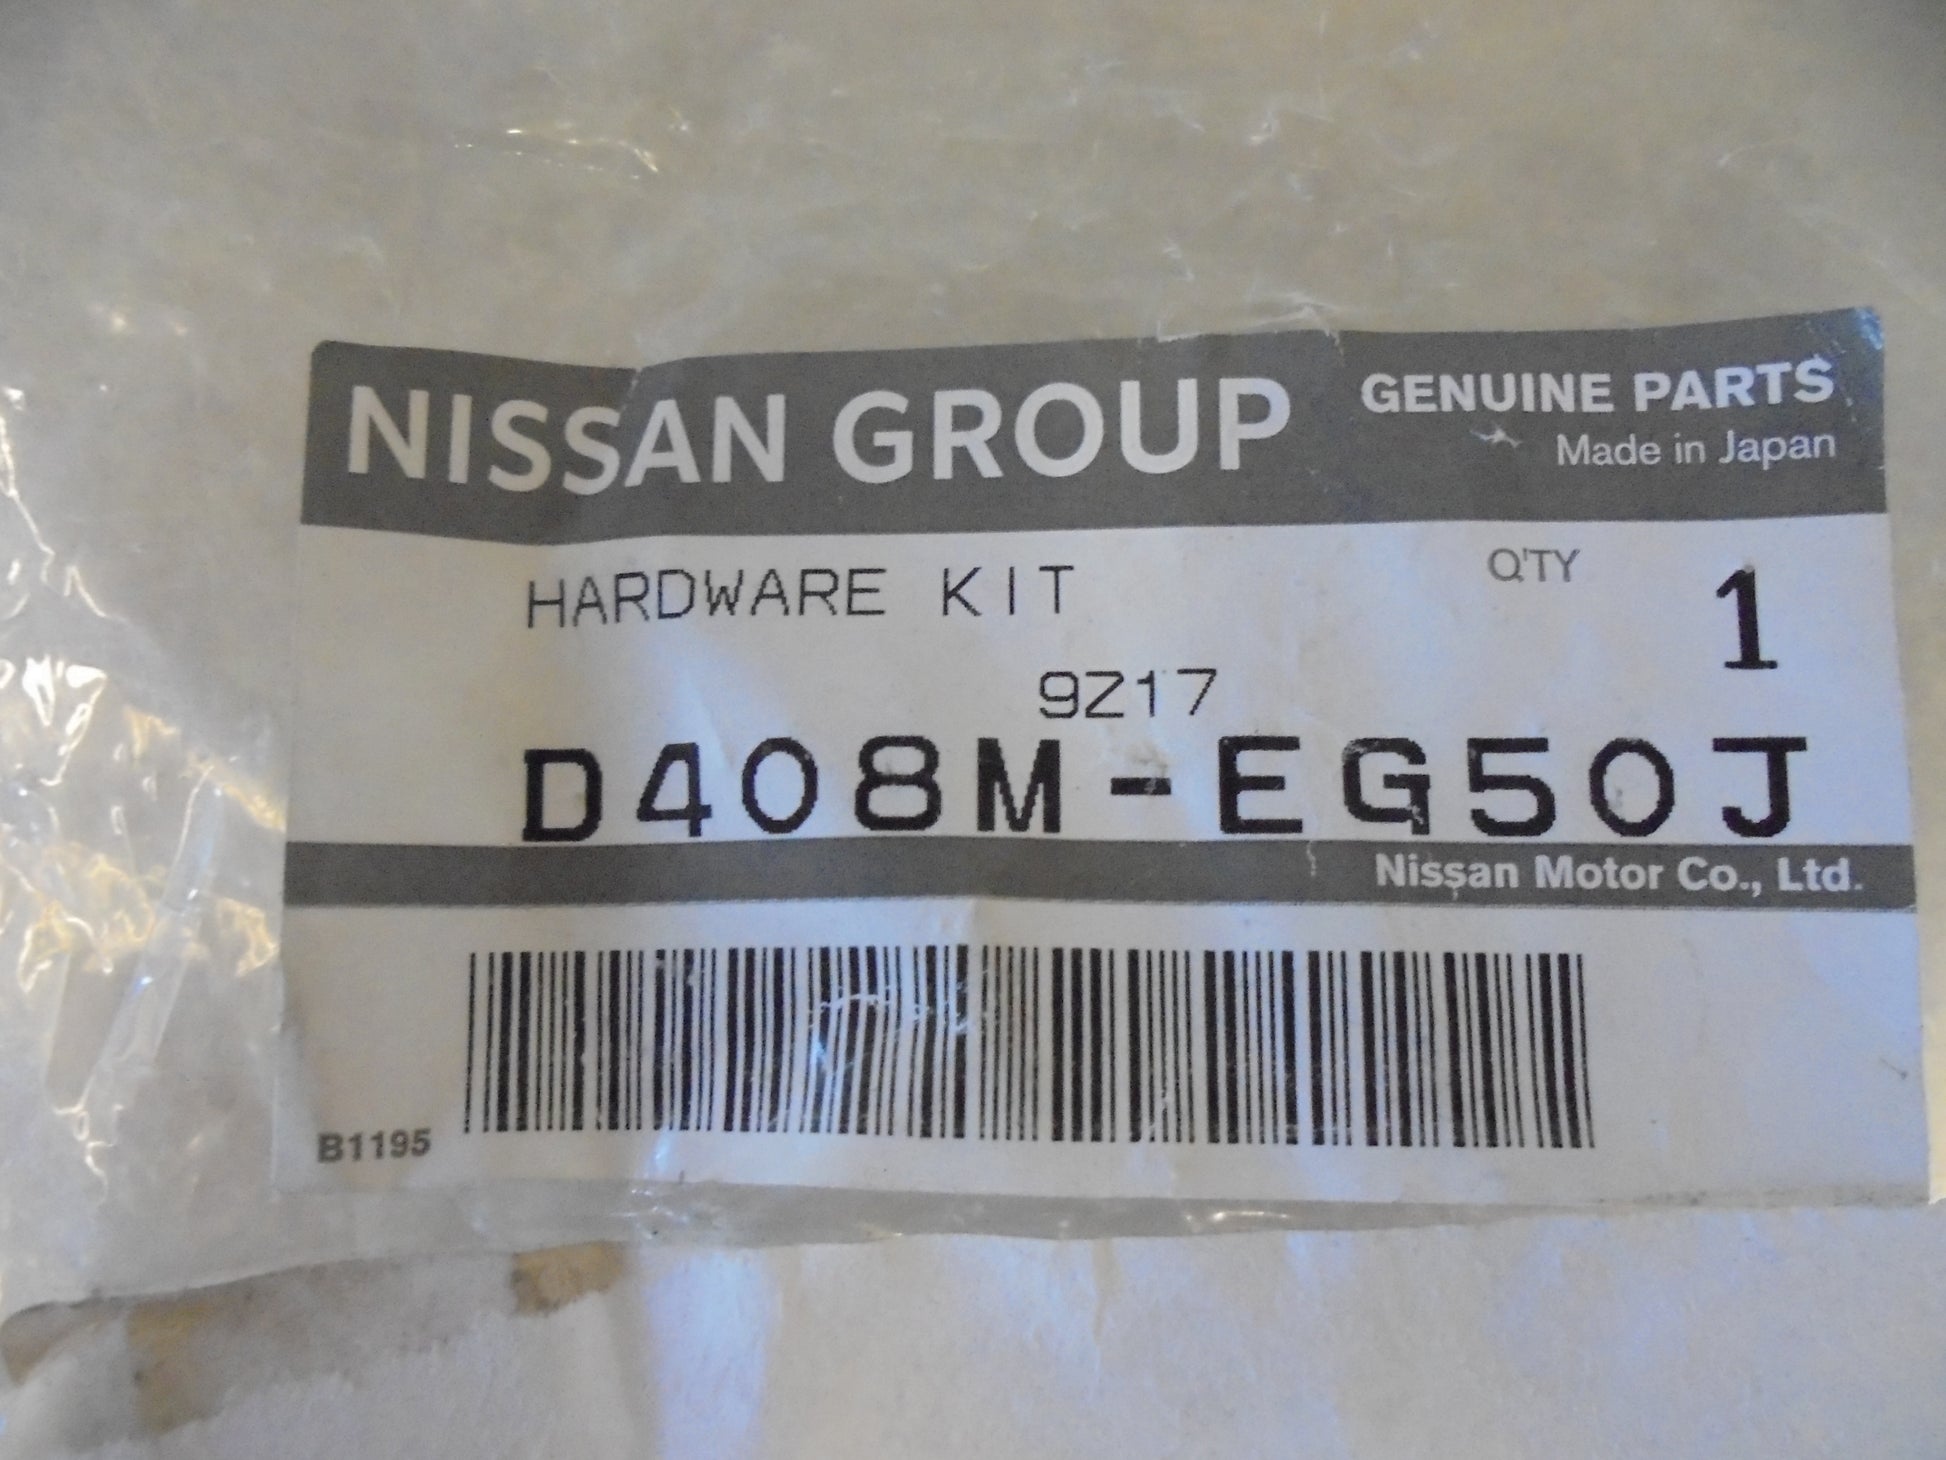 NISSAN GROUP GENUINE PARTS
Made in Japan
HARDWARE KIT Q'TY 1
9Z17
D408M-EG50J
Nissan Motor Co., Ltd.
B1195